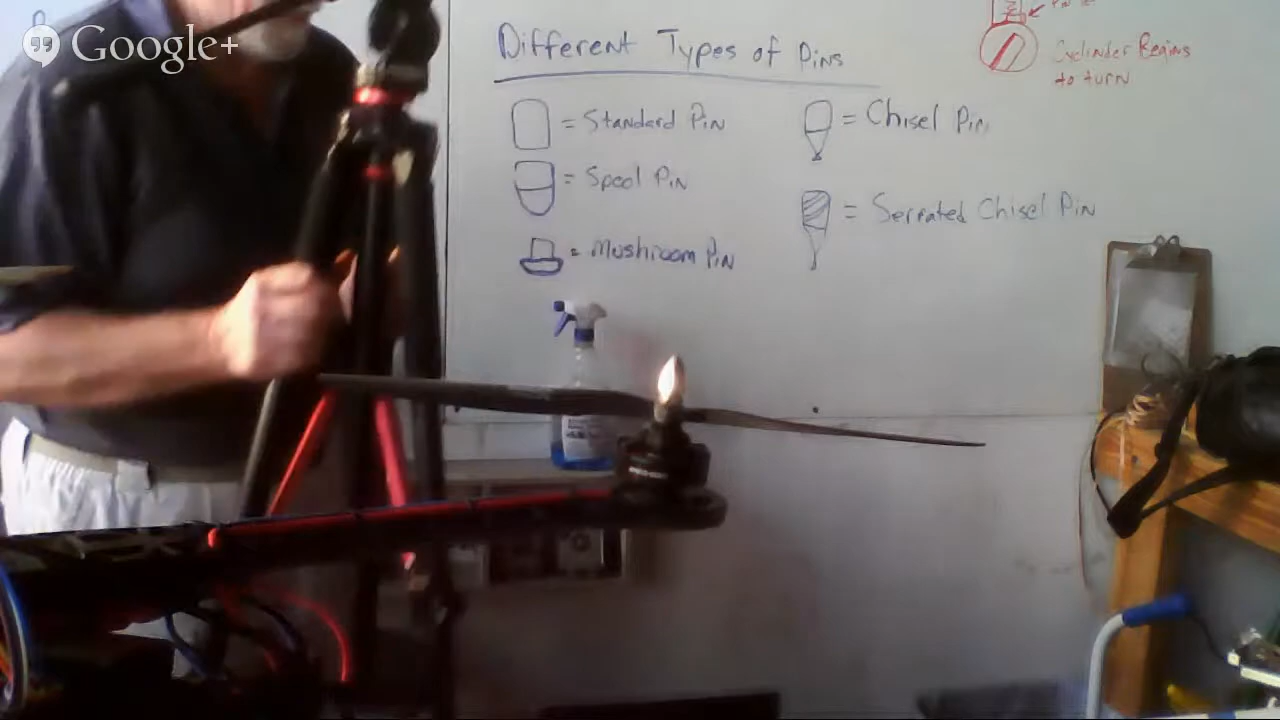 Google+
Different Types of Pins
= Standard Pin
= Spool Pin
= Mushroom Pin
= Chisel Pin
= Serrated Chisel Pin
Cylinder Begins
to turn